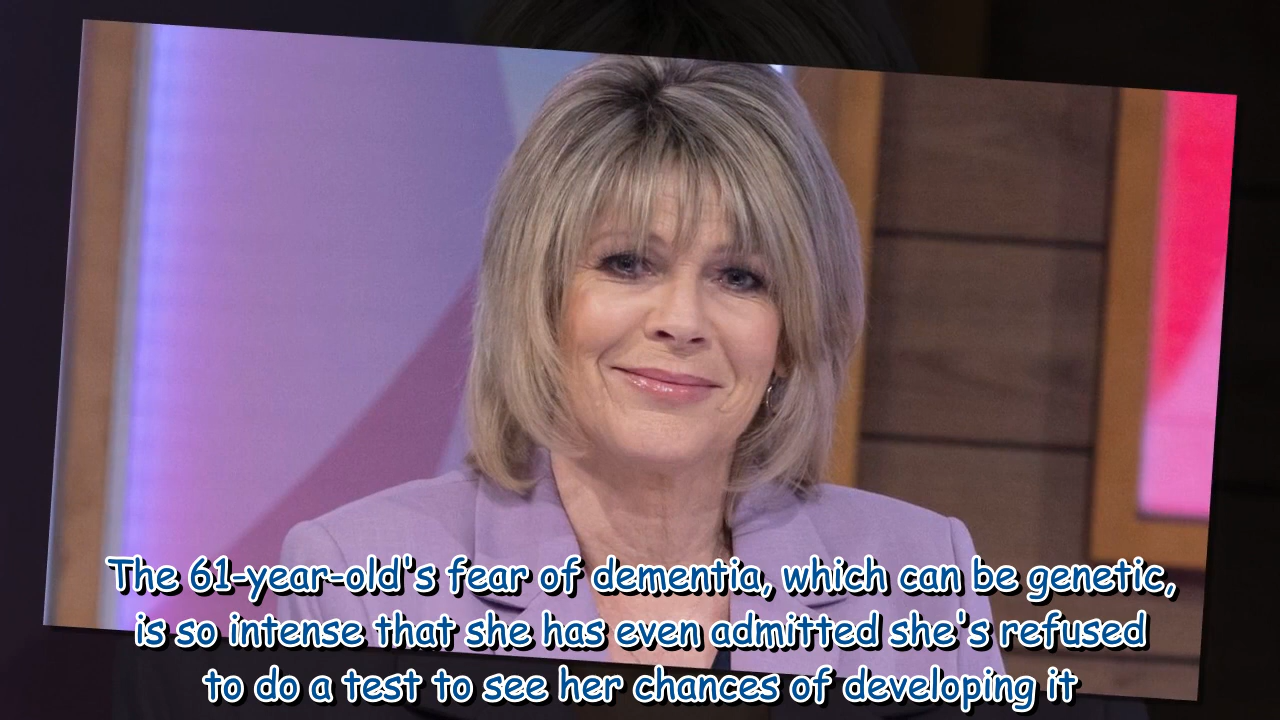 The 61-year-old's fear of dementia, which can be genetic,
is so intense that she has even admitted she's refused
to do a test to see her chances of developing it